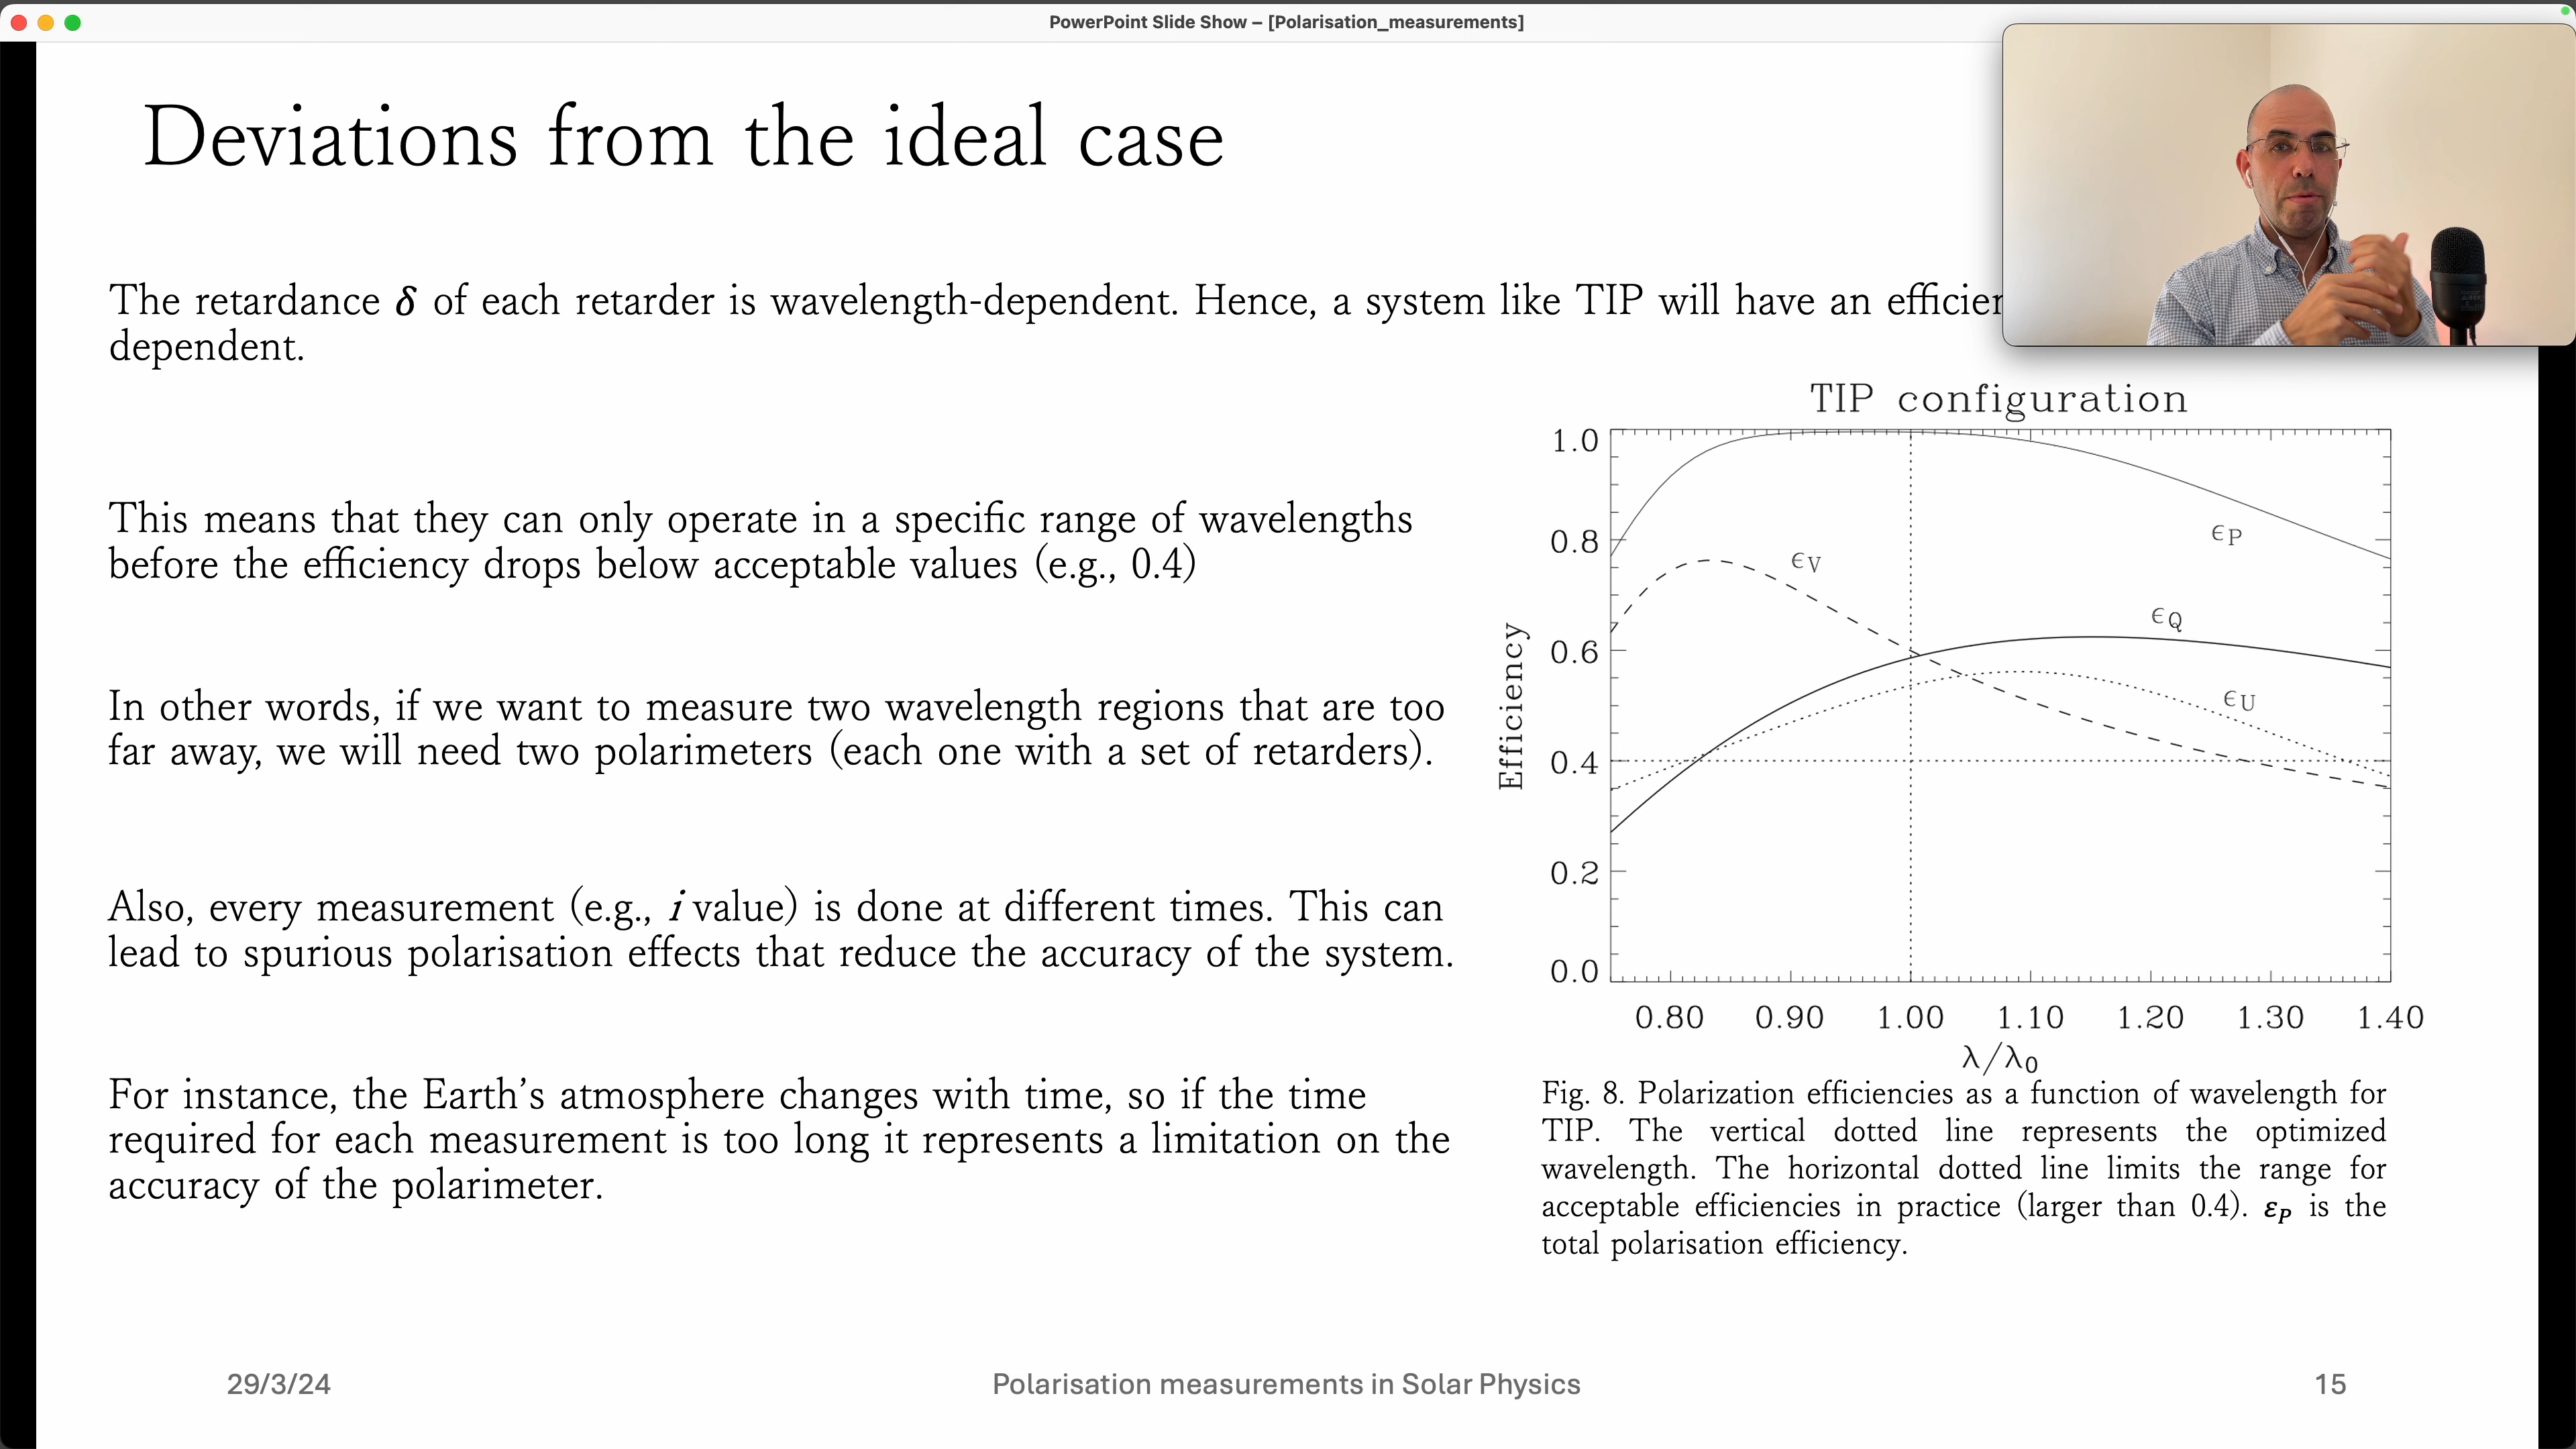 PowerPoint Slide Show – [Polarisation_measurements]
Deviations from the ideal case
The retardance δ of each retarder is wavelength-dependent. Hence, a system like TIP will have an
dependent.
This means that they can only operate in a specific range of wavelengths
before the efficiency drops below acceptable values (e.g., 0.4)
In other words, if we want to measure two wavelength regions that are too
far away, we will need two polarimeters (each one with a set of retarders).
Also, every measurement (e.g., i value) is done at different times. This can
lead to spurious polarisation effects that reduce the accuracy of the system.
For instance, the Earth's atmosphere changes with time, so if the time
required for each measurement is too long it represents a limitation on the
accuracy of the polarimeter.
TIP configuration
1.0
0.8
0.6
0.4
0.2
0.0
Efficiency
ϵP
ϵV
ϵQ
ϵU
0.80 0.90 1.00 1.10 1.20 1.30 1.40
λ/λ0
Fig. 8. Polarization efficiencies as a function of wavelength for
TIP. The vertical dotted line represents the optimized
wavelength. The horizontal dotted line limits the range for
acceptable efficiencies in practice (larger than 0.4). εP is the
total polarisation efficiency.
29/3/24
Polarisation measurements in Solar Physics
15